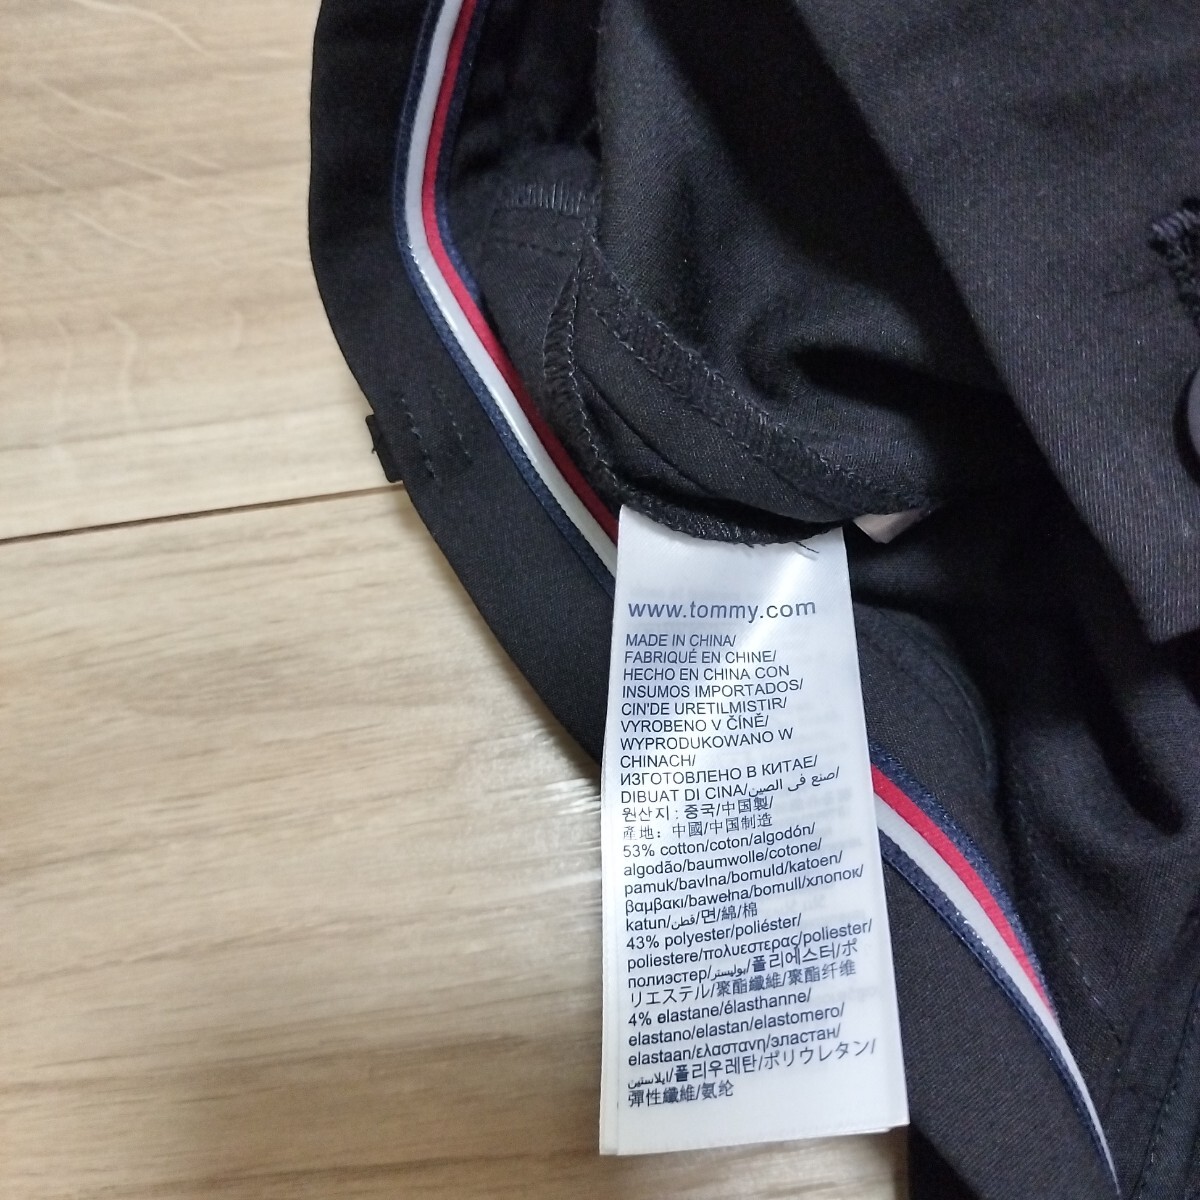 www.tommy.com
MADE IN CHINA/
FABRIQUÉ EN CHINE/
HECHO EN CHINA CON
INSUMOS IMPORTADOS/
CIN'DE URETILMISTIR/
VYROBENO V ČÍNĚ/
WYPRODUKOWANO W
CHINACH/
ИЗГОТОВЛЕНО В КИТАЕ/
DIBUAT DI CINA/صنع في الصين/
원산지 : 중국/中国製/
產地：中國/中国制造
53% cotton/coton/algodón/
algodão/baumwolle/cotone/
pamuk/bavlna/bomuld/katoen/
βαμβακι/bawełna/bomull/хлопок/
katun/قطن/면/綿/棉
43% polyester/poliéster/
poliestere/πολυεστερας/poliester/
полиэстер/بوليستر/폴리에스터/ポ
リエステル/聚酯纖維/聚酯纤维
4% elastane/élasthanne/
elastano/elastan/elastomero/
elastaan/ελαστανη/эластан/
ايلاستين/폴리우레탄/ポリウレタン/
彈性纖維/氨纶